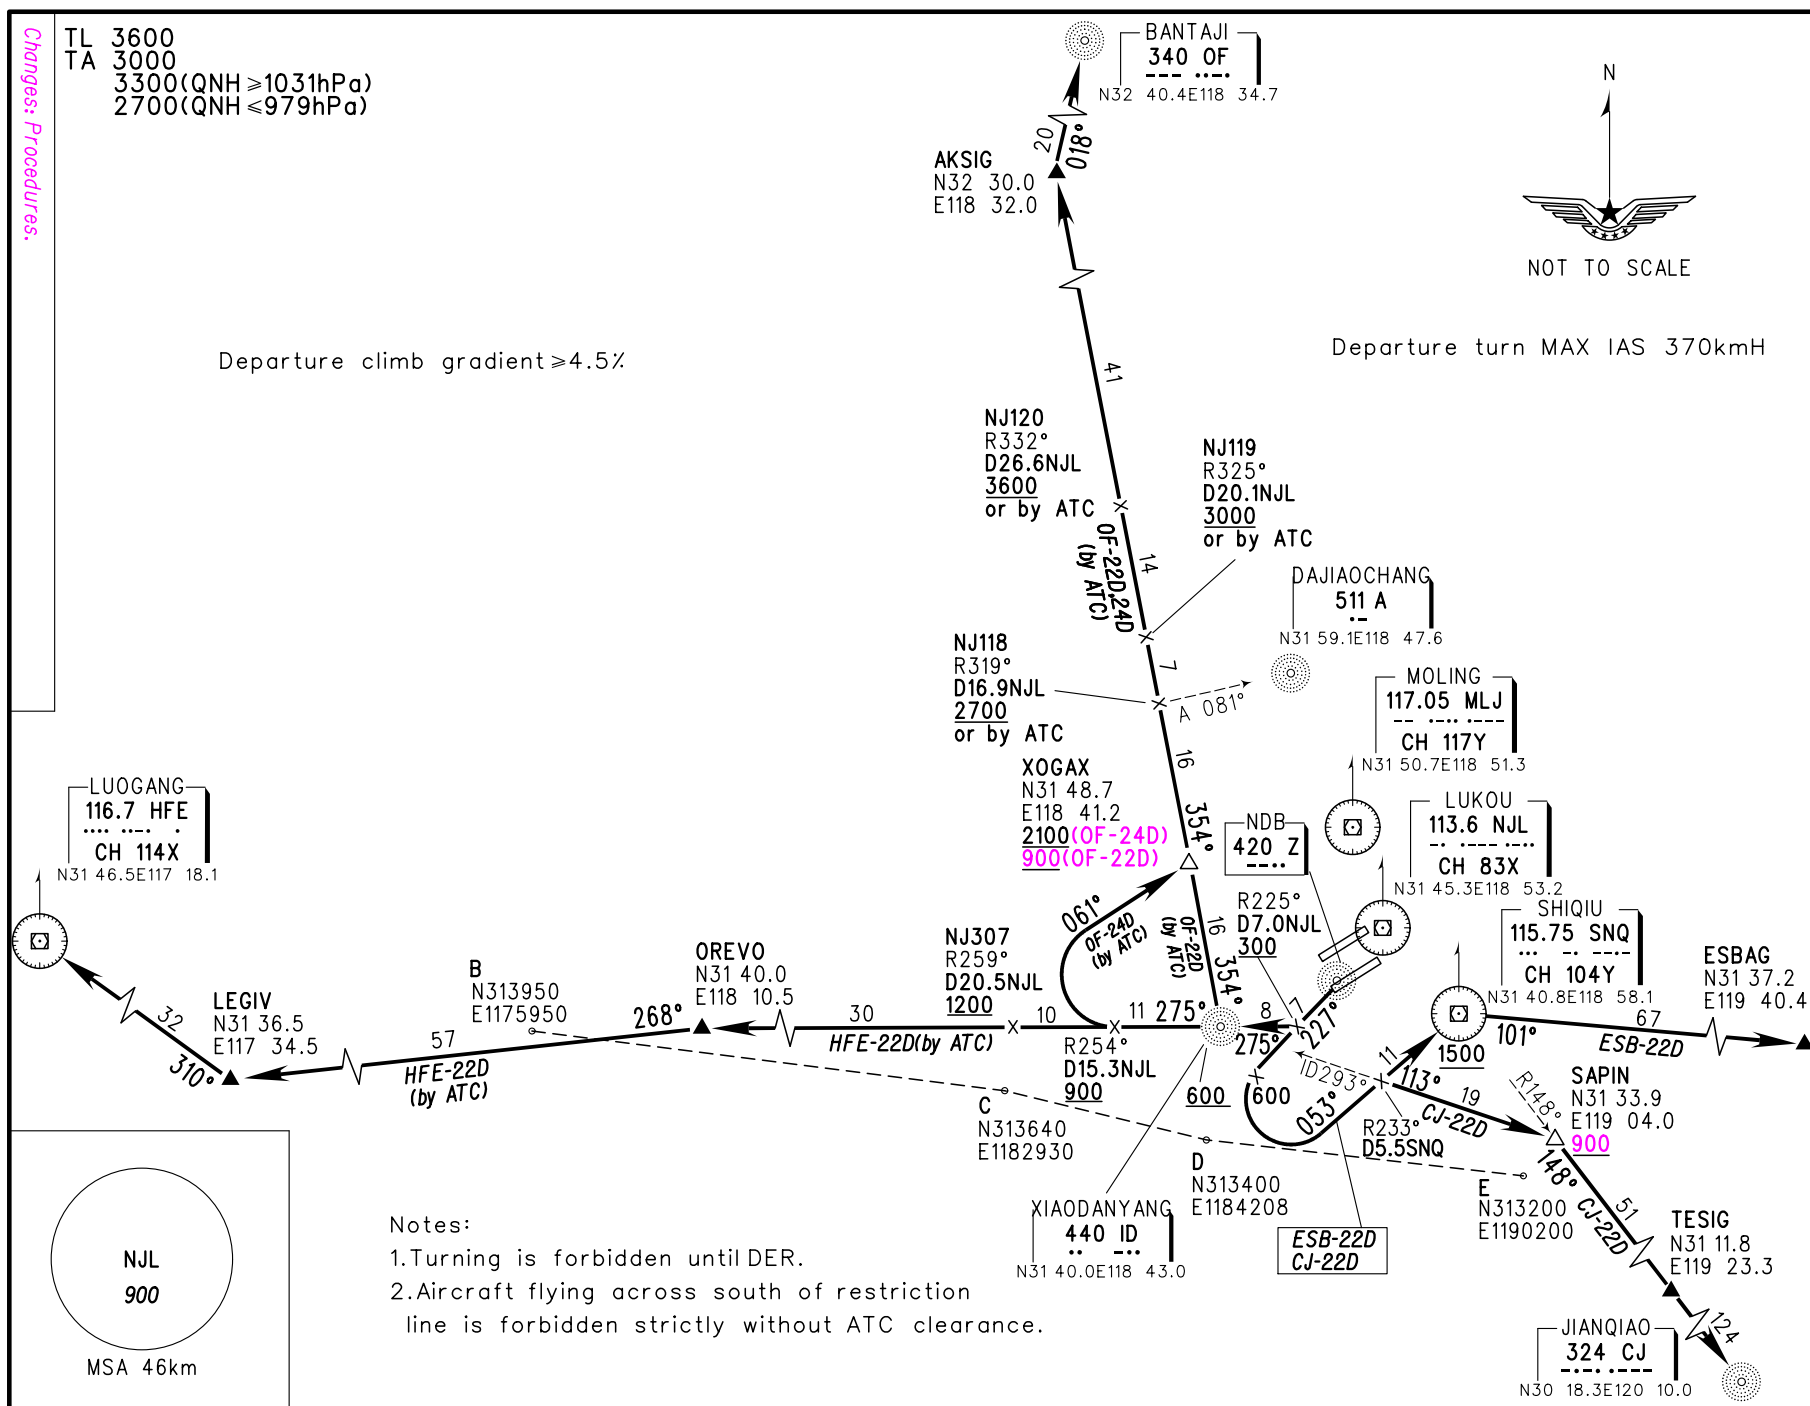 Changes: Procedures.
TL 3600
TA 3000
3300(QNH≥1031hPa)
2700(QNH≤979hPa)
BANTAJI
340 OF
N32 40.4E118 34.7
N
NOT TO SCALE
20
018°
AKSIG
N32 30.0
E118 32.0
Departure climb gradient≥4.5%
Departure turn MAX IAS 370kmH
41
NJ120
R332°
D26.6NJL
3600
or by ATC
NJ119
R325°
D20.1NJL
3000
or by ATC
OF-22D,24D
(by ATC)
14
DAJIAOCHANG
511 A
N31 59.1E118 47.6
NJ118
R319°
D16.9NJL
2700
or by ATC
7
A 081°
MOLING
117.05 MLJ
CH 117Y
N31 50.7E118 51.3
16
XOGAX
N31 48.7
E118 41.2
2100(OF-24D)
900(OF-22D)
354°
NDB
420 Z
LUKOU
113.6 NJL
CH 83X
N31 45.3E118 53.2
LUOGANG
116.7 HFE
CH 114X
N31 46.5E117 18.1
061°
OF-24D
(by ATC)
16
OF-22D
(by ATC)
354°
R225°
D7.0NJL
300
SHIQIU
115.75 SNQ
CH 104Y
N31 40.8E118 58.1
ESBAG
N31 37.2
E119 40.4
NJ307
R259°
D20.5NJL
1200
OREVO
N31 40.0
E118 10.5
B
N313950
E1175950
LEGIV
N31 36.5
E117 34.5
32
310°
57
268°
HFE-22D
(by ATC)
30
HFE-22D(by ATC)
10
11
275°
8
275°
7
227°
R254°
D15.3NJL
900
600
600
ID293°
053°
11
113°
1500
101°
67
ESB-22D
19
CJ-22D
R233°
D5.5SNQ
R148°
SAPIN
N31 33.9
E119 04.0
900
C
N313640
E1182930
D
N313400
E1184208
E
N313200
E1190200
148°
CJ-22D
51
TESIG
N31 11.8
E119 23.3
XIAODANYANG
440 ID
N31 40.0E118 43.0
ESB-22D
CJ-22D
124
JIANQIAO
324 CJ
N30 18.3E120 10.0
NJL
900
MSA 46km
Notes:
1.Turning is forbidden until DER.
2.Aircraft flying across south of restriction
line is forbidden strictly without ATC clearance.